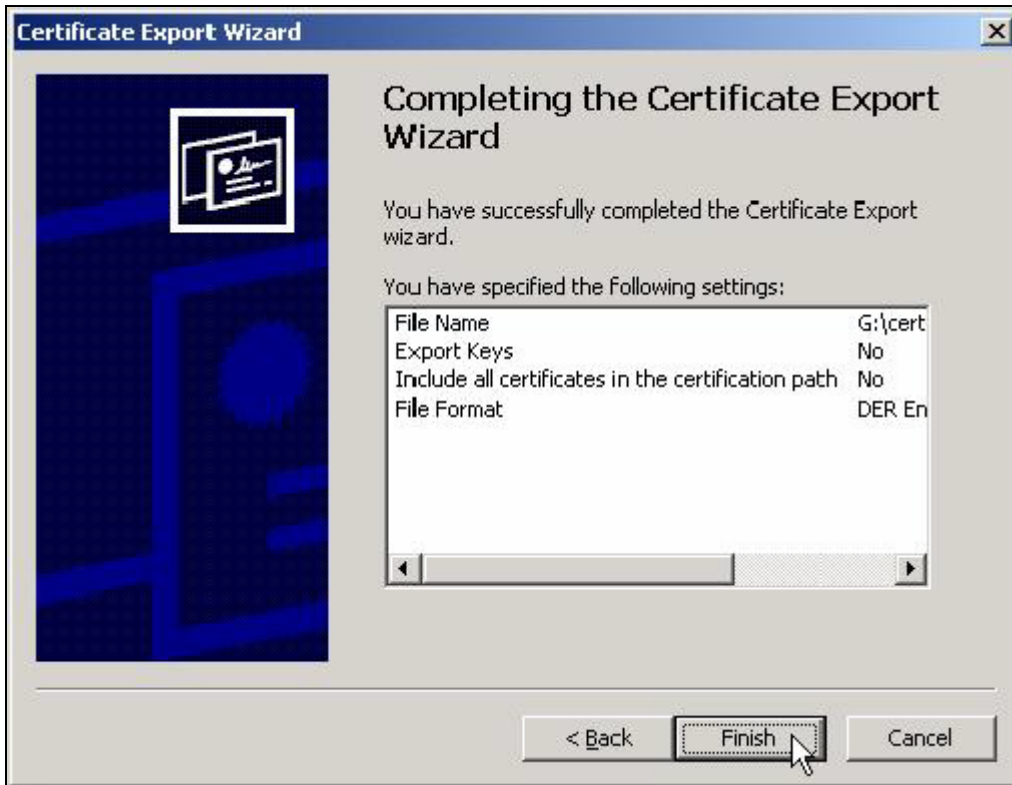 Certificate Export Wizard
Completing the Certificate Export
Wizard
You have successfully completed the Certificate Export
wizard.
You have specified the following settings:
File Name G:\cert
Export Keys No
Include all certificates in the certification path No
File Format DER En
< Back Finish Cancel